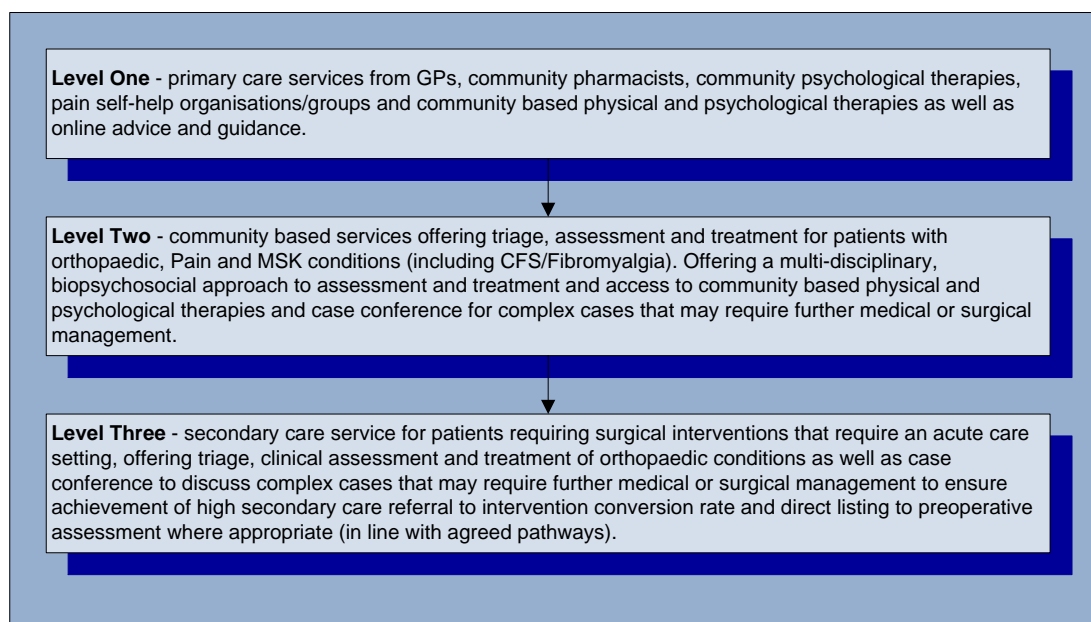 Level One - primary care services from GPs, community pharmacists, community psychological therapies,
pain self-help organisations/groups and community based physical and psychological therapies as well as
online advice and guidance.
Level Two - community based services offering triage, assessment and treatment for patients with
orthopaedic, Pain and MSK conditions (including CFS/Fibromyalgia). Offering a multi-disciplinary,
biopsychosocial approach to assessment and treatment and access to community based physical and
psychological therapies and case conference for complex cases that may require further medical or surgical
management.
Level Three - secondary care service for patients requiring surgical interventions that require an acute care
setting, offering triage, clinical assessment and treatment of orthopaedic conditions as well as case
conference to discuss complex cases that may require further medical or surgical management to ensure
achievement of high secondary care referral to intervention conversion rate and direct listing to preoperative
assessment where appropriate (in line with agreed pathways).